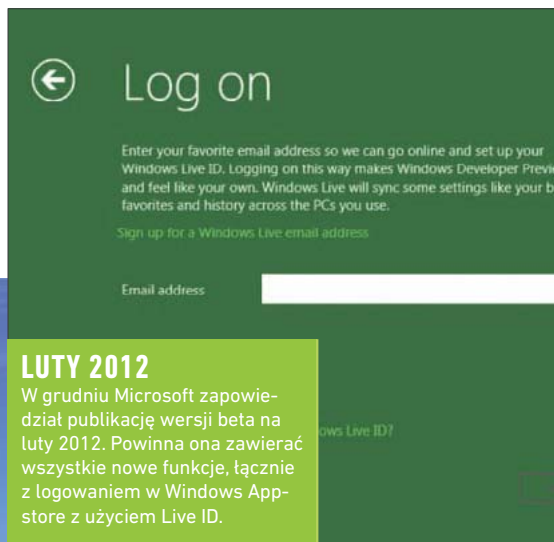 Log on
Enter your favorite email address so we can go online and set up your
Windows Live ID. Logging on this way makes Windows Developer
and feel like your own. Windows Live will sync some settings like your
favorites and history across the PCs you use.
Sign up for a Windows Live email address
Email address
Live ID?
LUTY 2012
W grudniu Microsoft zapowie-
dział publikację wersji beta na
luty 2012. Powinna ona zawierać
wszystkie nowe funkcje, łącznie
z logowaniem w Windows App-
store z użyciem Live ID.